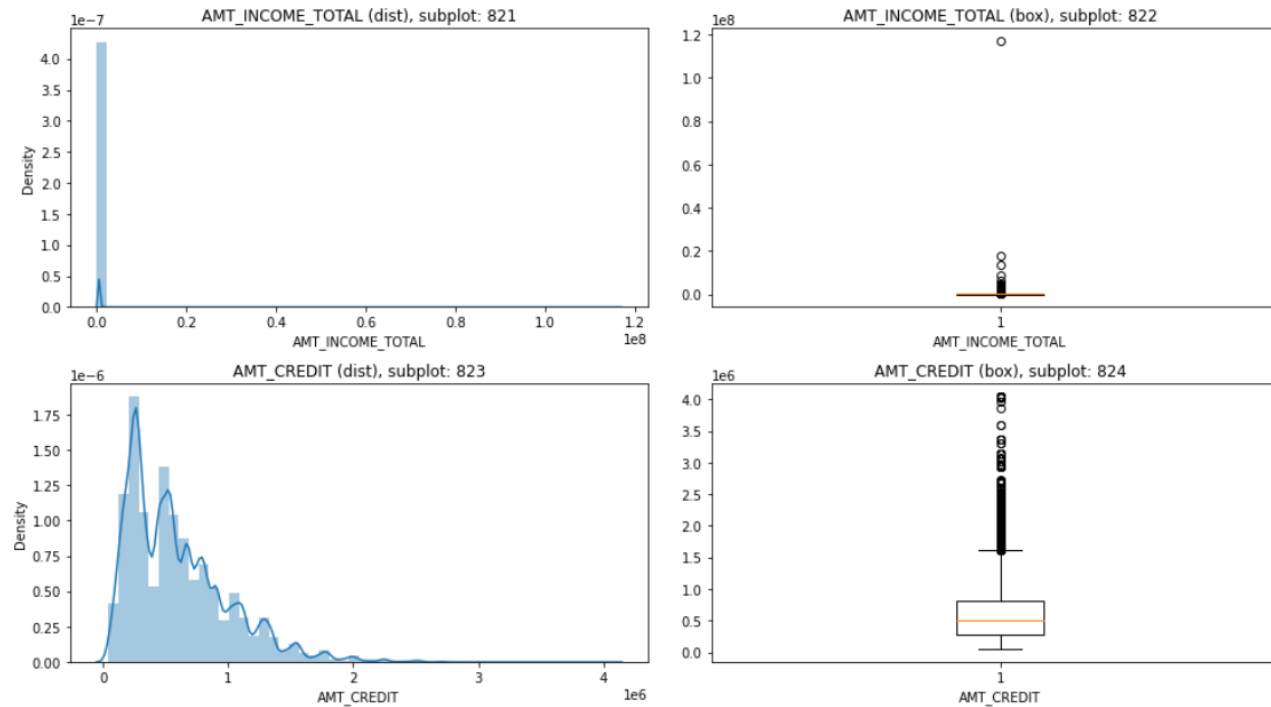 AMT_INCOME_TOTAL (dist), subplot: 821
1e−7
4.0
3.5
3.0
2.5
2.0
1.5
1.0
0.5
0.0
Density
0.0 0.2 0.4 0.6 0.8 1.0 1.2
1e8
AMT_INCOME_TOTAL
AMT_INCOME_TOTAL (box), subplot: 822
1e8
1.2
1.0
0.8
0.6
0.4
0.2
0.0
1
AMT_INCOME_TOTAL
AMT_CREDIT (dist), subplot: 823
1e−6
1.75
1.50
1.25
1.00
0.75
0.50
0.25
0.00
Density
0 1 2 3 4
1e6
AMT_CREDIT
AMT_CREDIT (box), subplot: 824
1e6
4.0
3.5
3.0
2.5
2.0
1.5
1.0
0.5
0.0
1
AMT_CREDIT